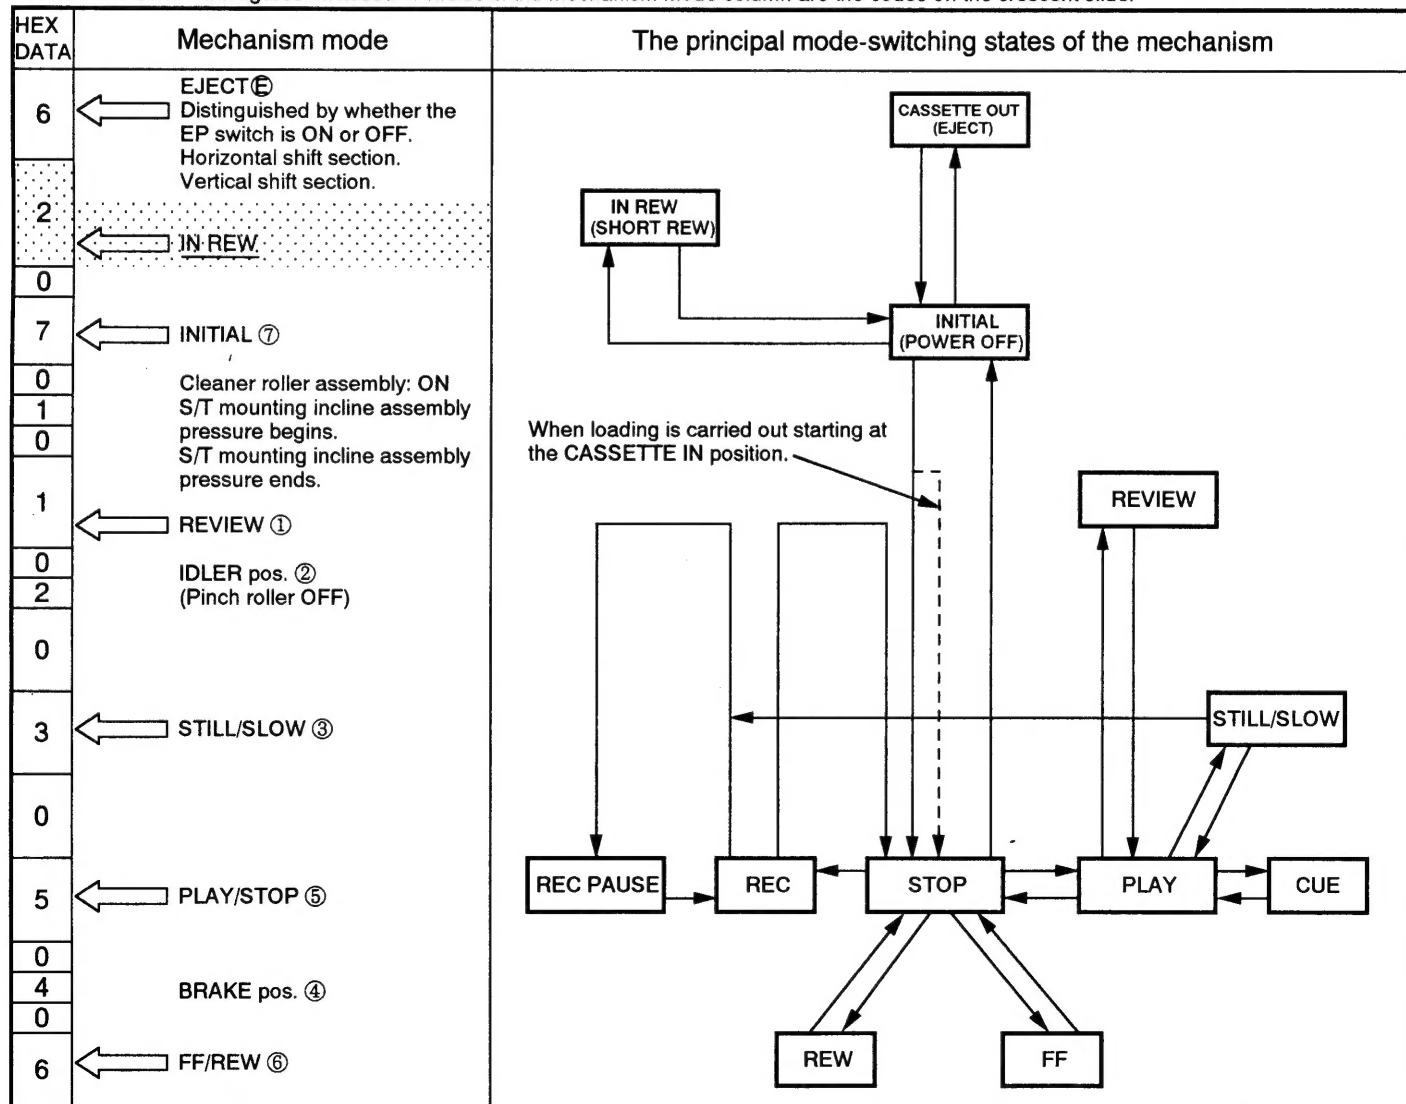 HEX
DATA
Mechanism mode
The principal mode-switching states of the mechanism
6
EJECT Ⓔ
Distinguished by whether the
EP switch is ON or OFF.
Horizontal shift section.
Vertical shift section.
2
IN REW
0
7
INITIAL ⑦
0
Cleaner roller assembly: ON
1
S/T mounting incline assembly
pressure begins.
0
S/T mounting incline assembly
pressure ends.
1
REVIEW ①
0
IDLER pos. ②
2
(Pinch roller OFF)
0
3
STILL/SLOW ③
0
5
PLAY/STOP ⑤
0
4
BRAKE pos. ④
0
6
FF/REW ⑥
CASSETTE OUT
(EJECT)
IN REW
(SHORT REW)
INITIAL
(POWER OFF)
When loading is carried out starting at
the CASSETTE IN position.
REVIEW
STILL/SLOW
REC PAUSE
REC
STOP
PLAY
CUE
REW
FF